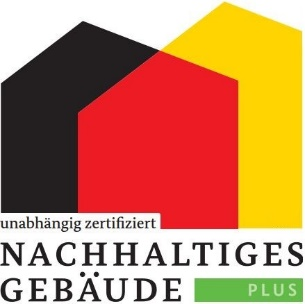 unabhängig zertifiziert
NACHHALTIGES
GEBÄUDE PLUS